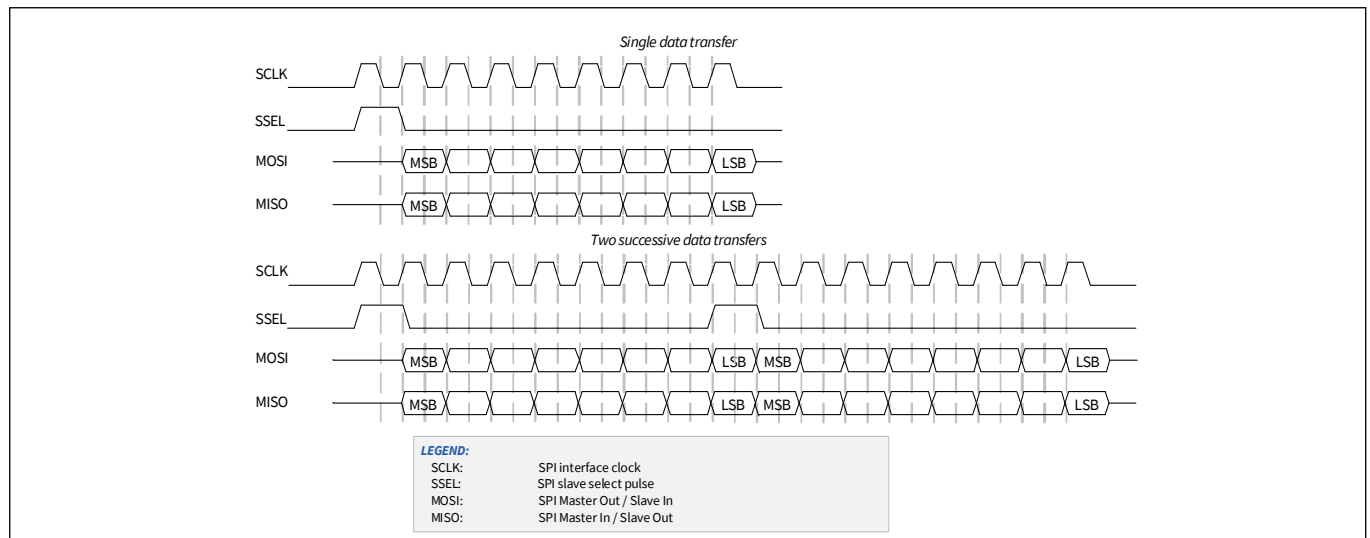 Single data transfer
SCLK
SSEL
MOSI MSB LSB
MISO MSB LSB
Two successive data transfers
SCLK
SSEL
MOSI MSB LSB MSB LSB
MISO MSB LSB MSB LSB
LEGEND:
SCLK: SPI interface clock
SSEL: SPI slave select pulse
MOSI: SPI Master Out / Slave In
MISO: SPI Master In / Slave Out